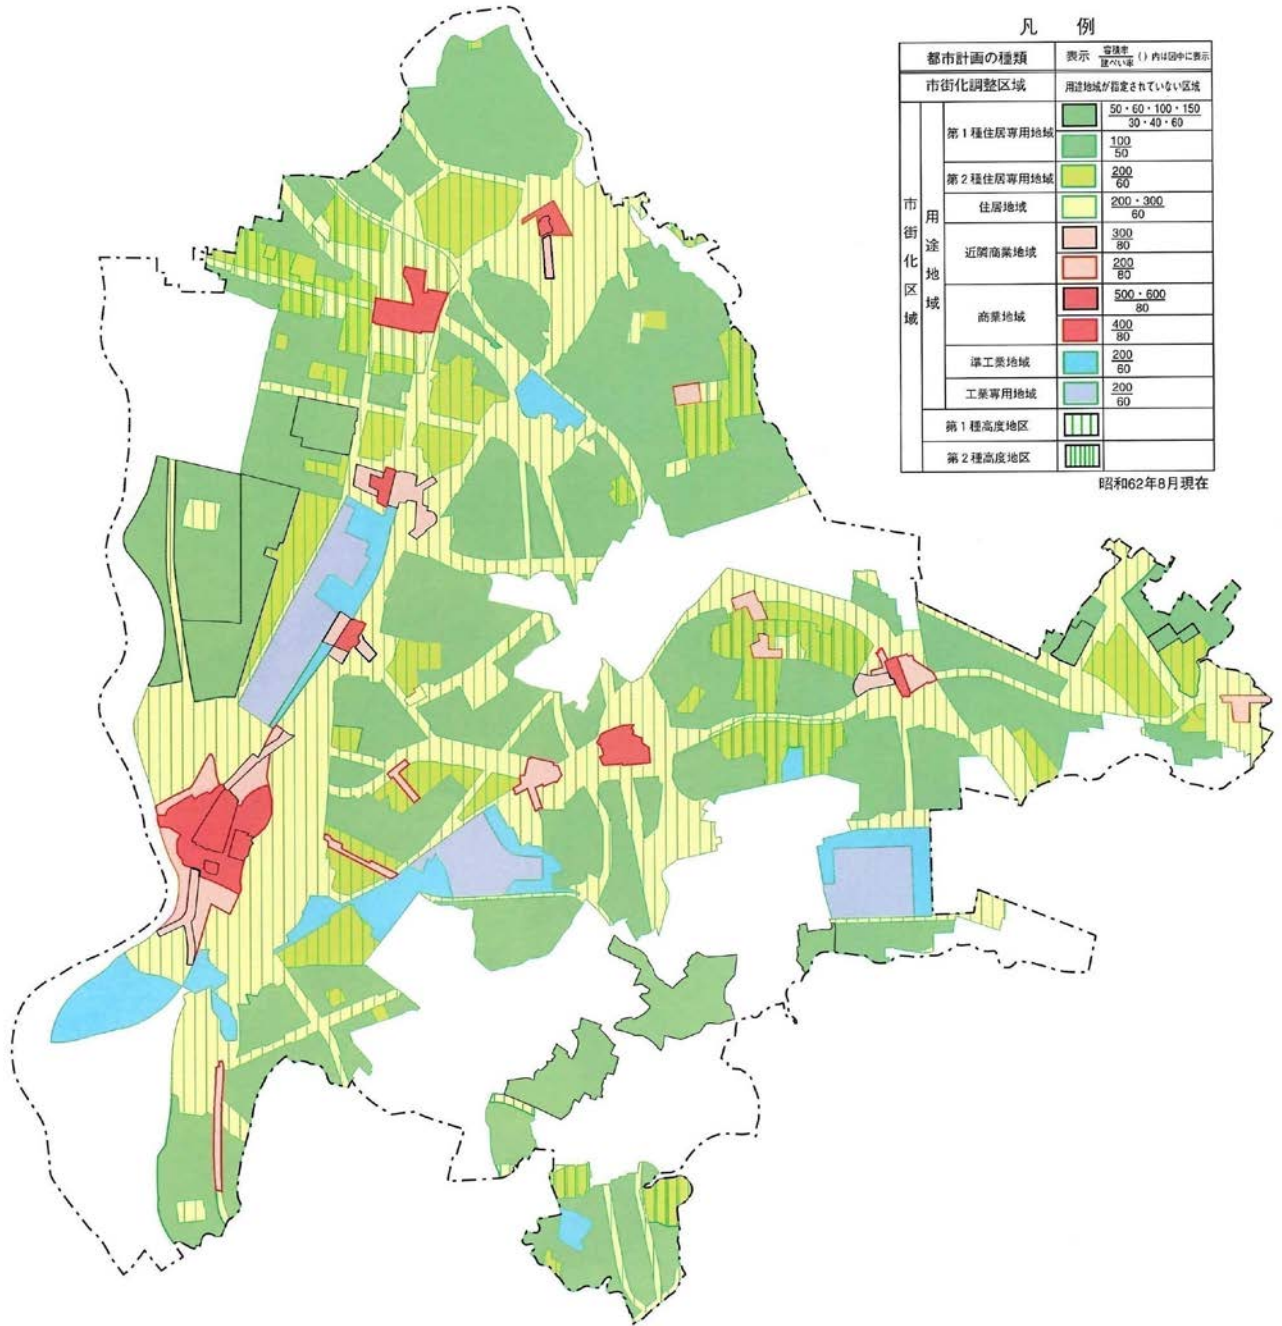 凡 例
都市計画の種類 表示 容積率 / 建ぺい率 ( ) 内は図中に表示
市街化調整区域 用途地域が指定されていない区域
市街化区域
用途地域
第1種住居専用地域 50・60・100・150 / 30・40・60
100 / 50
第2種住居専用地域 200 / 60
住居地域 200・300 / 60
近隣商業地域 300 / 80
200 / 80
商業地域 500・600 / 80
400 / 80
準工業地域 200 / 60
工業専用地域 200 / 60
第1種高度地区
第2種高度地区
昭和62年8月現在